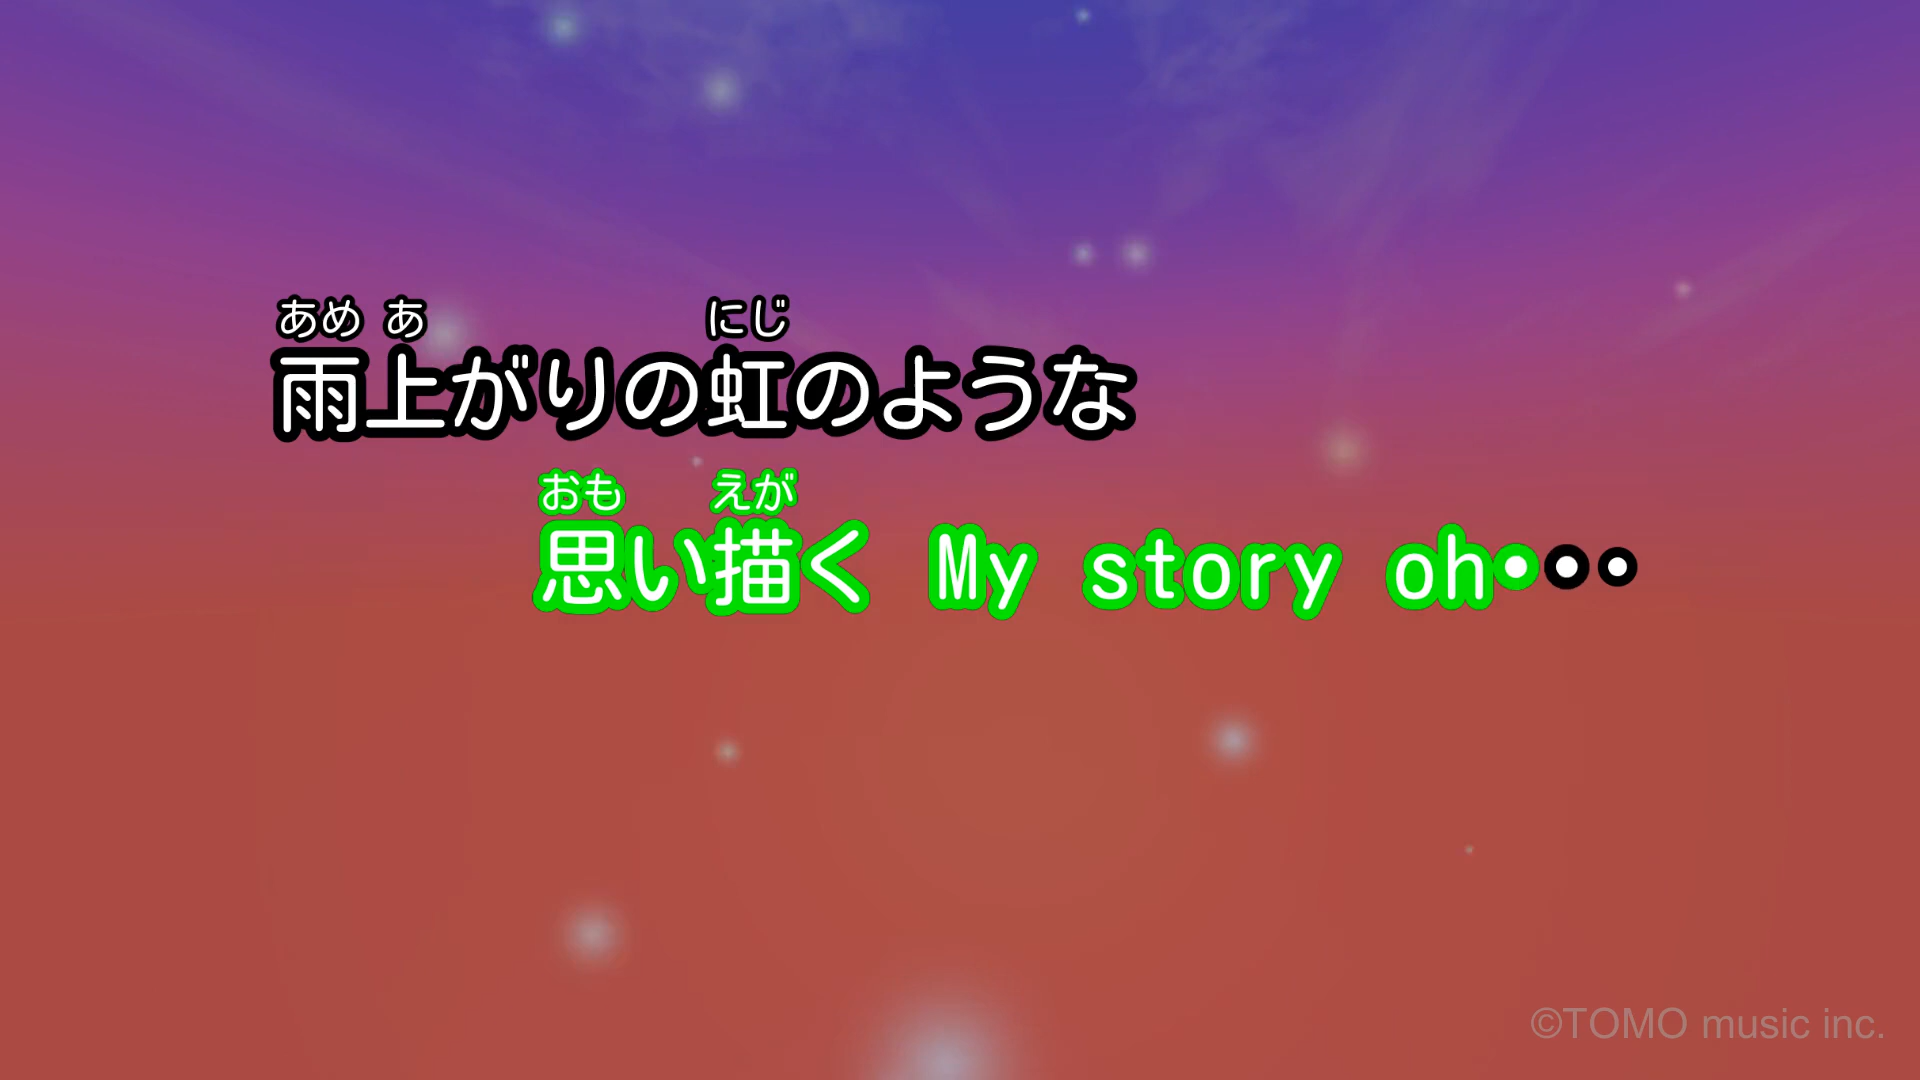 あめ あ にじ
雨上がりの虹のような
おも えが
思い描く My story oh・・・
©TOMO music inc.